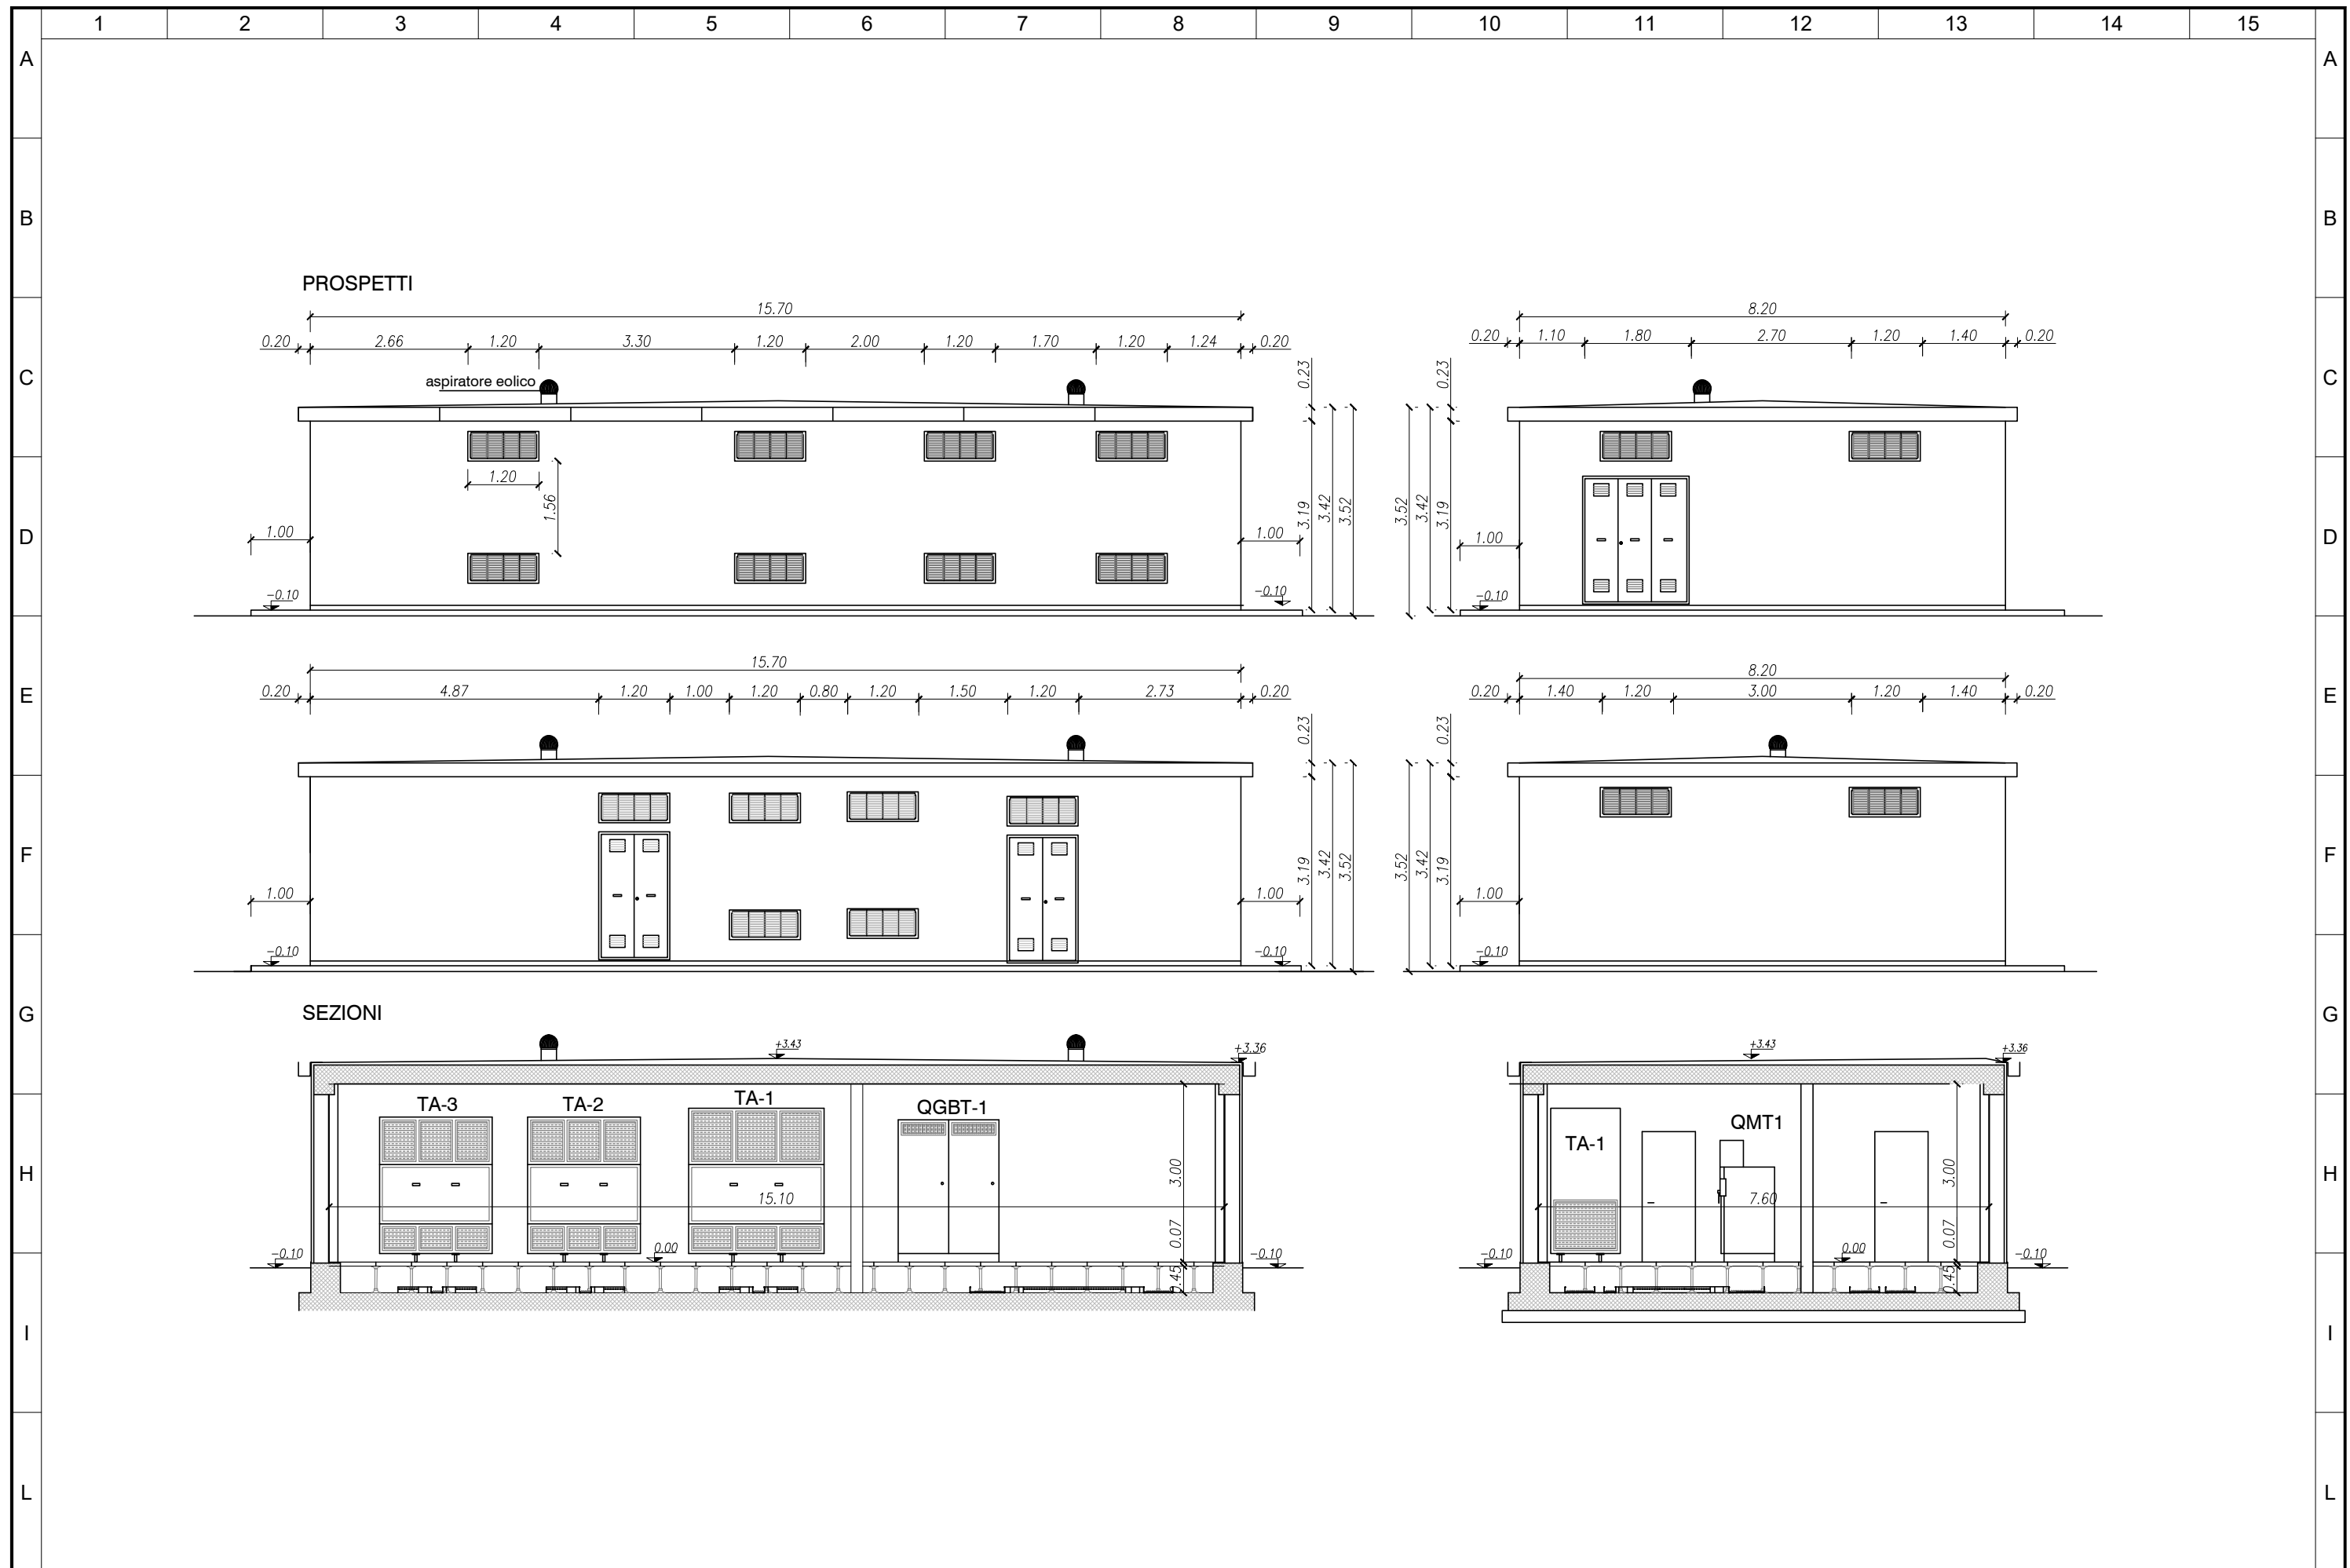 1 2 3 4 5 6 7 8 9 10 11 12 13 14 15
A A
B B
PROSPETTI
15.70 8.20
0.20 2.66 1.20 3.30 1.20 2.00 1.20 1.70 1.20 1.24 0.20
0.20 1.10 1.80 2.70 1.20 1.40 0.20
C C
aspiratore eolico
0.23 0.23
1.20
1.56
D D
1.00 1.00 1.00
3.19 3.42 3.52
3.52 3.42 3.19
-0.10 -0.10 -0.10
15.70 8.20
E E
0.20 4.87 1.20 1.00 1.20 0.80 1.20 1.50 1.20 2.73 0.20
0.20 1.40 1.20 3.00 1.20 1.40 0.20
0.23 0.23
F F
3.19 3.42 3.52
3.52 3.42 3.19
1.00 1.00 1.00
-0.10 -0.10 -0.10
G G
SEZIONI
+3.43 +3.36
+3.43 +3.36
TA-3 TA-2 TA-1 QGBT-1
TA-1 QMT1
H H
15.10 3.00
7.60 3.00
0.07 0.07
-0.10 0.00 -0.10
-0.10 0.00 -0.10
0.45 0.45
I I
L L